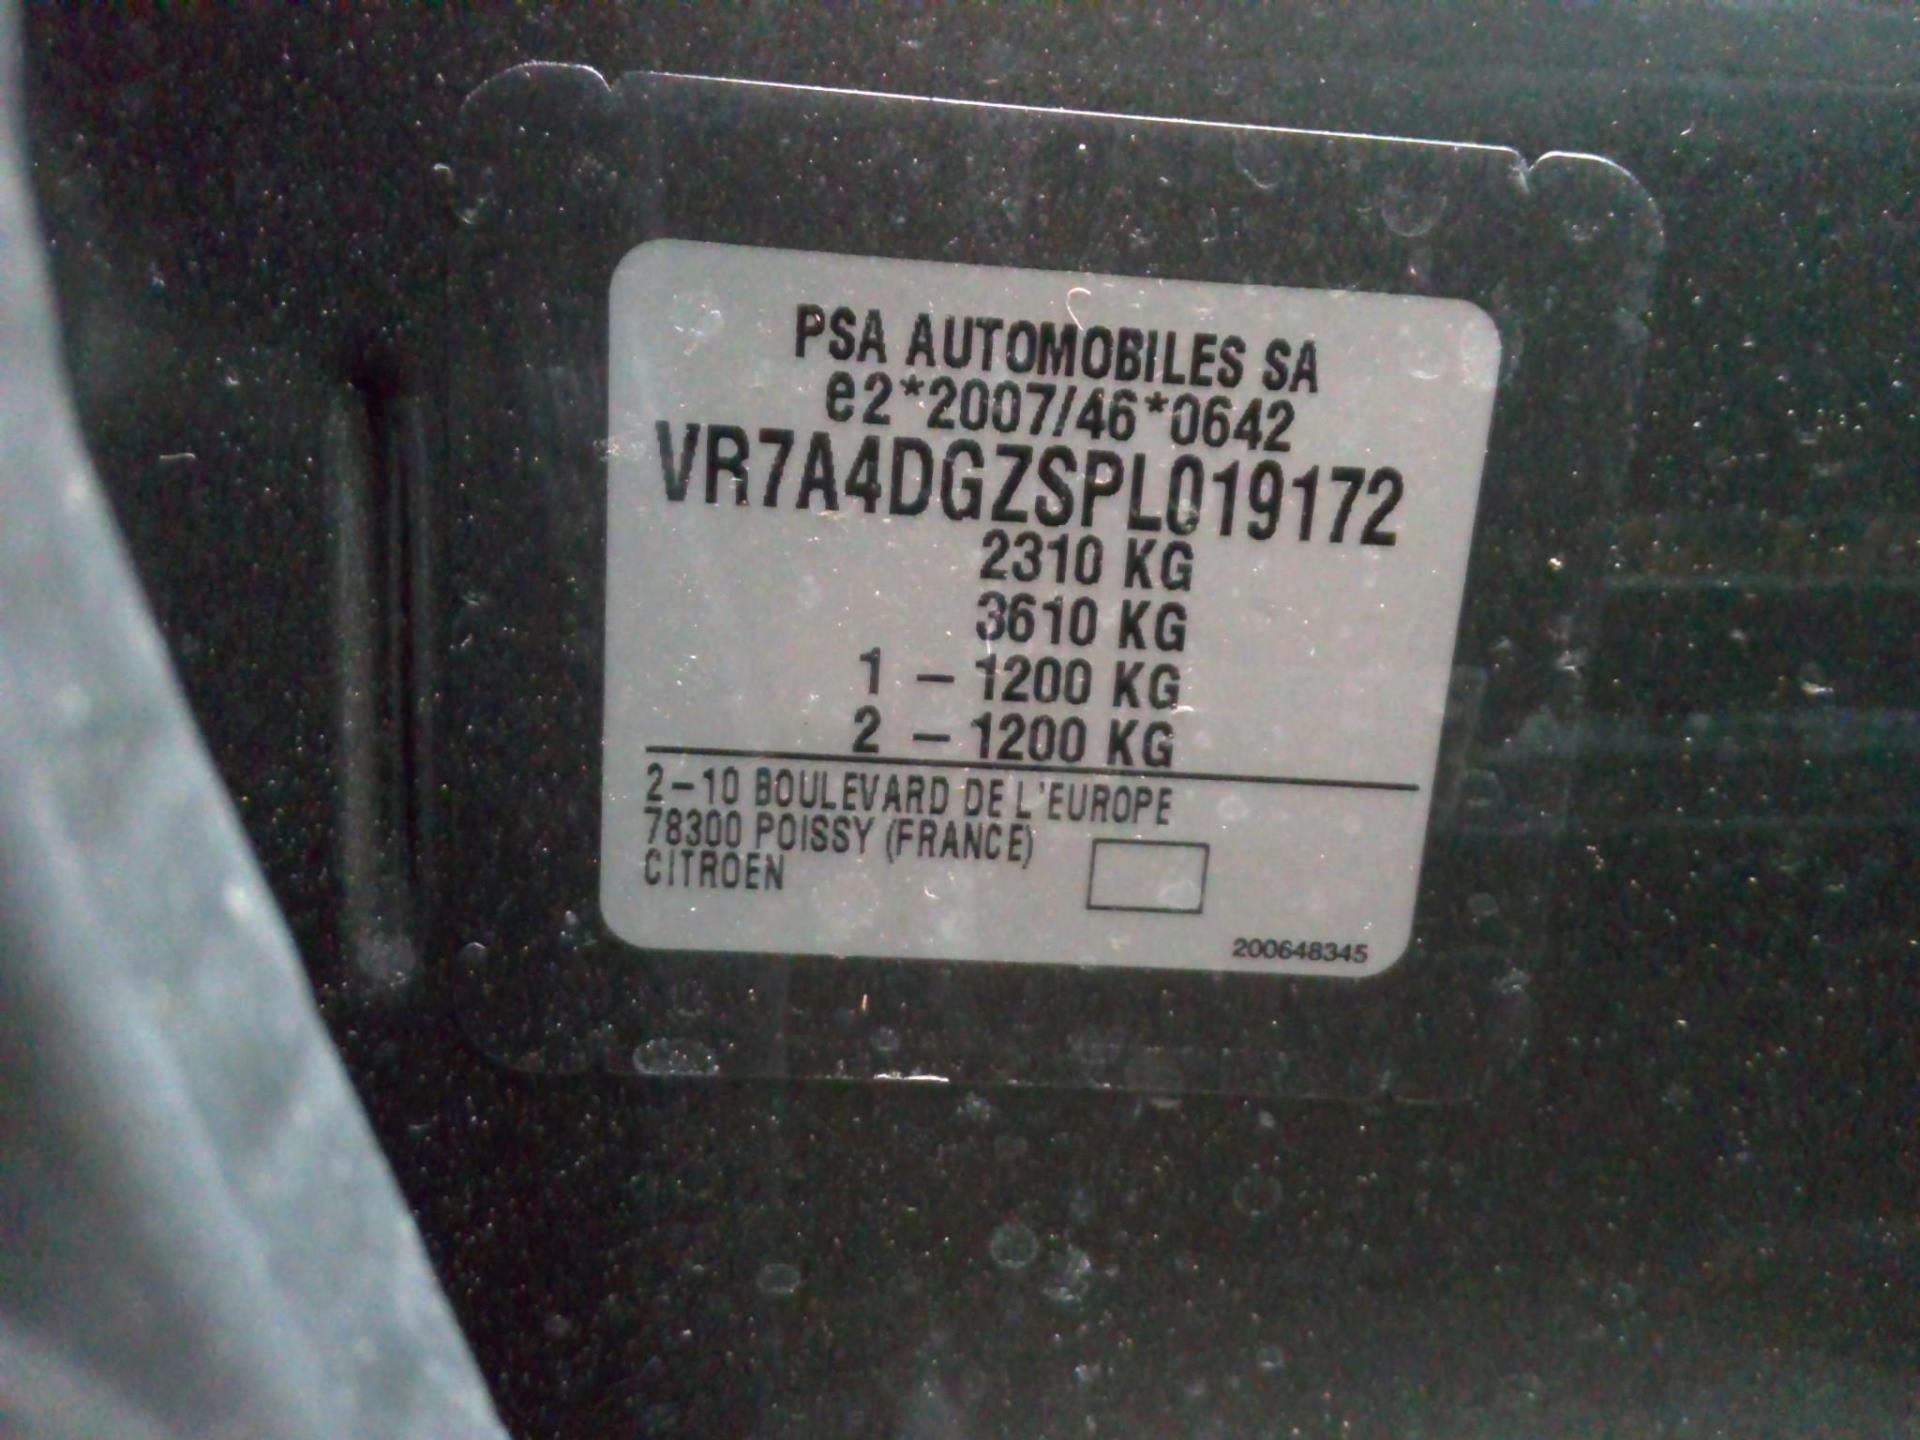 PSA AUTOMOBILES SA
e2*2007/46*0642
VR7A4DGZSPL019172
2310 KG
3610 KG
1 – 1200 KG
2 – 1200 KG
2–10 BOULEVARD DE L'EUROPE
78300 POISSY (FRANCE)
CITROEN
200648345